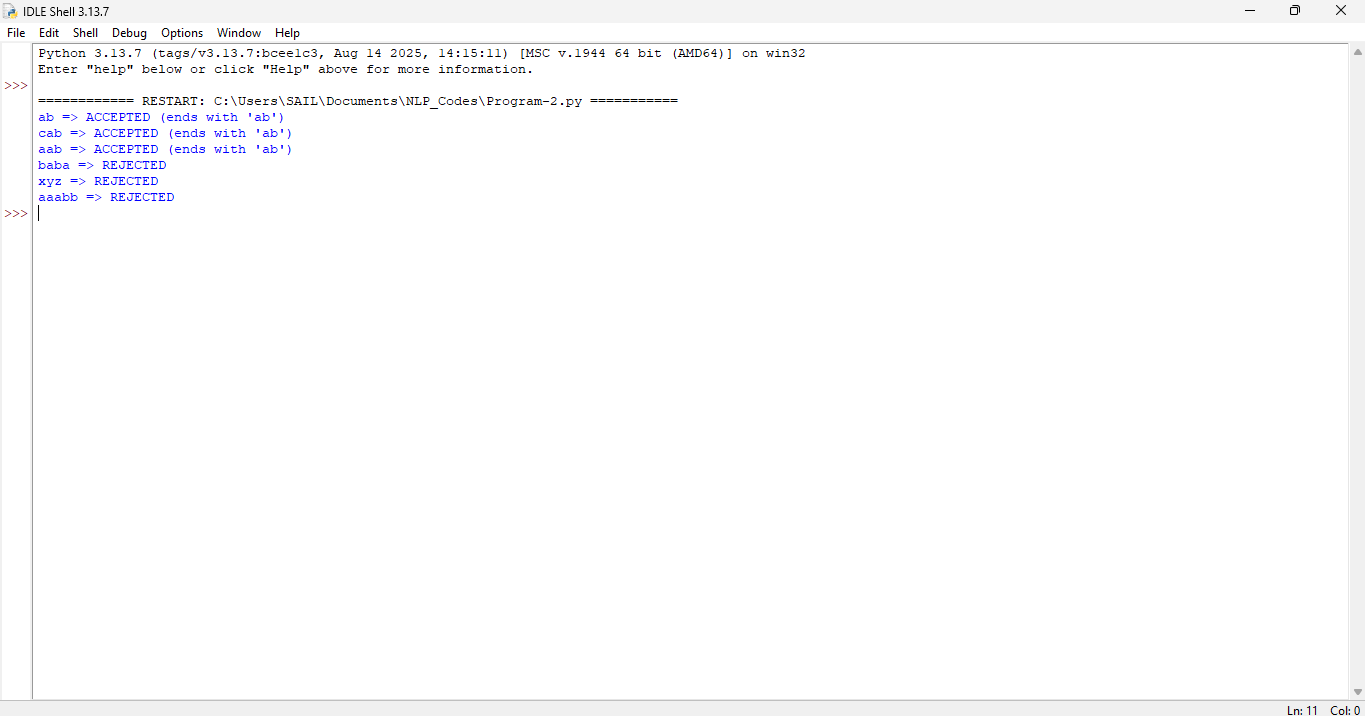 IDLE Shell 3.13.7
File Edit Shell Debug Options Window Help
Python 3.13.7 (tags/v3.13.7:bcee1c3, Aug 14 2025, 14:15:11) [MSC v.1944 64 bit (AMD64)] on win32
Enter "help" below or click "Help" above for more information.
>>>
============ RESTART: C:\Users\SAIL\Documents\NLP_Codes\Program-2.py ===========
ab => ACCEPTED (ends with 'ab')
cab => ACCEPTED (ends with 'ab')
aab => ACCEPTED (ends with 'ab')
baba => REJECTED
xyz => REJECTED
aaabb => REJECTED
>>>
Ln: 11 Col: 0